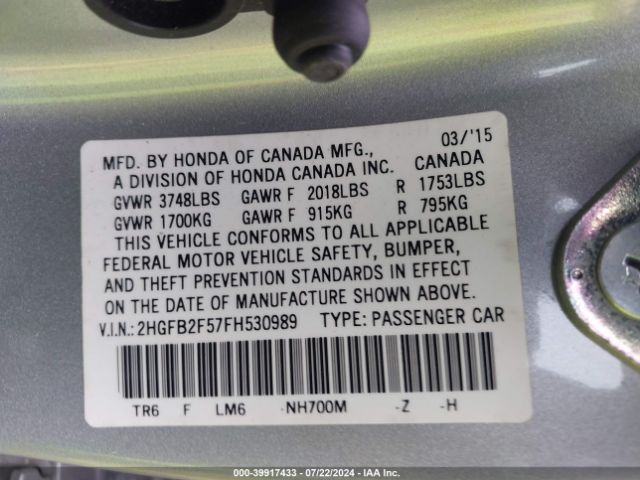 03/'15
MFD. BY HONDA OF CANADA MFG., CANADA
A DIVISION OF HONDA CANADA INC.
GVWR 3748LBS GAWR F 2018LBS R 1753LBS
GVWR 1700KG GAWR F 915KG R 795KG
THIS VEHICLE CONFORMS TO ALL APPLICABLE
FEDERAL MOTOR VEHICLE SAFETY, BUMPER,
AND THEFT PREVENTION STANDARDS IN EFFECT
ON THE DATE OF MANUFACTURE SHOWN ABOVE.
V.I.N.: 2HGFB2F57FH530989 TYPE: PASSENGER CAR
TR6 F LM6 -NH700M -Z -H
000-39917433 - 07/22/2024 - IAA Inc.